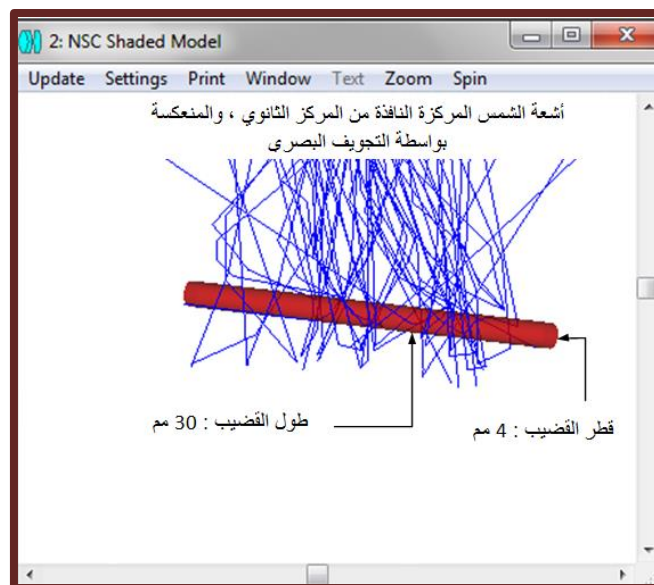 2: NSC Shaded Model
Update Settings Print Window Text Zoom Spin
أشعة الشمس المركزة النافذة من المركز الثانوي ، والمنعكسة
بواسطة التجويف البصري
طول القضيب : 30 مم
قطر القضيب : 4 مم